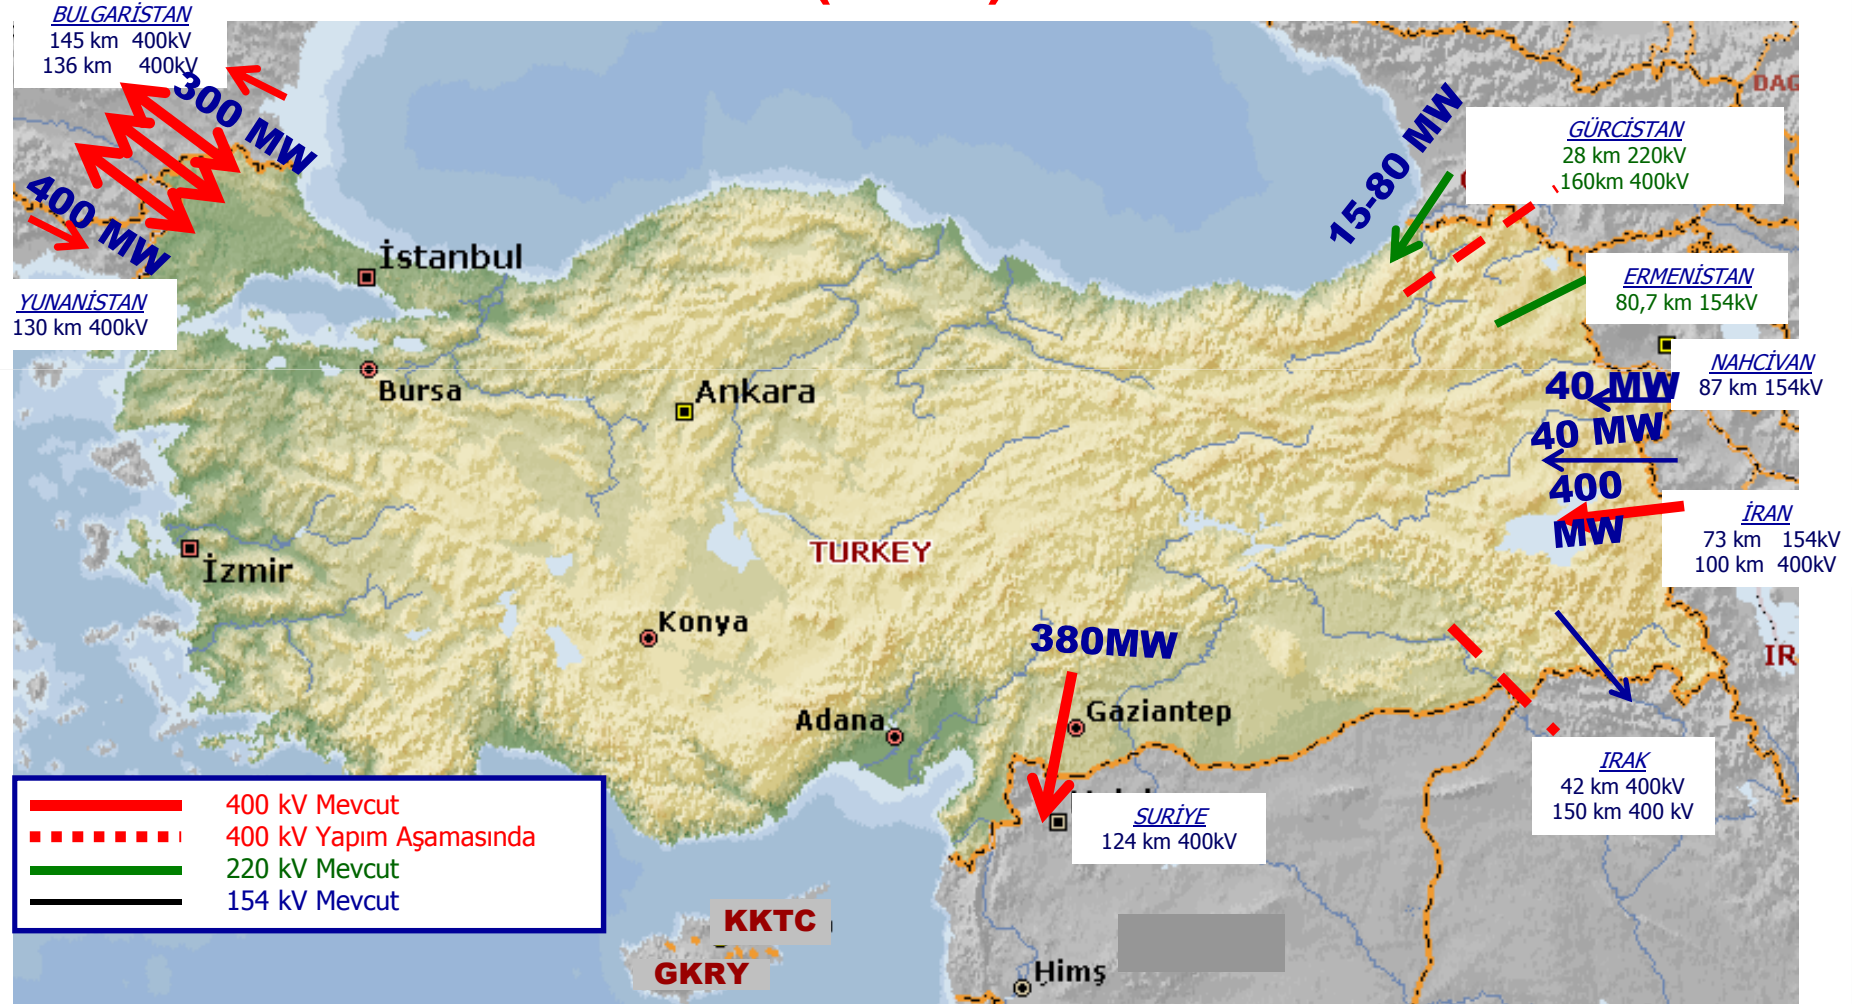 BULGARİSTAN
145 km 400kV
136 km 400kV
300 MW
400 MW
YUNANİSTAN
130 km 400kV
İstanbul
Bursa
Ankara
İzmir
Konya
TURKEY
Adana
Gaziantep
380MW
15-80 MW
DAG
GÜRCİSTAN
28 km 220kV
160km 400kV
ERMENİSTAN
80,7 km 154kV
NAHCİVAN
87 km 154kV
40 MW
40 MW
400
MW
İRAN
73 km 154kV
100 km 400kV
IR
IRAK
42 km 400kV
150 km 400 kV
SURİYE
124 km 400kV
400 kV Mevcut
400 kV Yapım Aşamasında
220 kV Mevcut
154 kV Mevcut
KKTC
GKRY
Himş